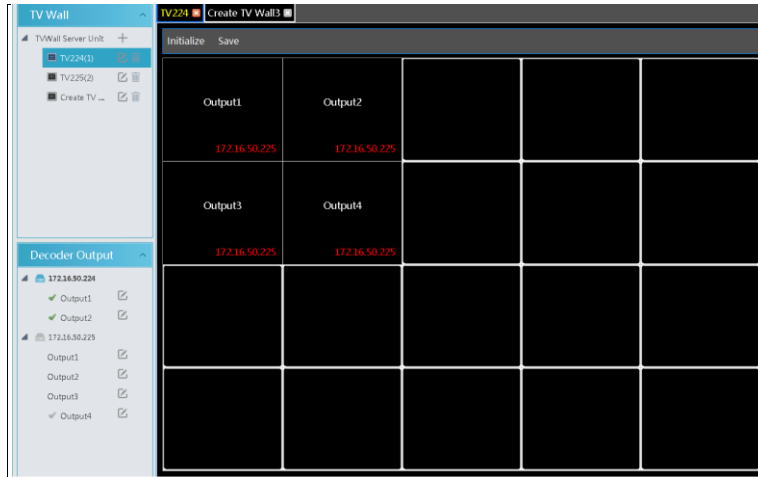 TV Wall
TVWall Server Unit
TV224(1)
TV225(2)
Create TV ...
Decoder Output
172.16.50.224
Output1
Output2
172.16.50.225
Output1
Output2
Output3
Output4
TV224 Create TV Wall3
Initialize Save
Output1 Output2
172.16.50.225 172.16.50.225
Output3 Output4
172.16.50.225 172.16.50.225